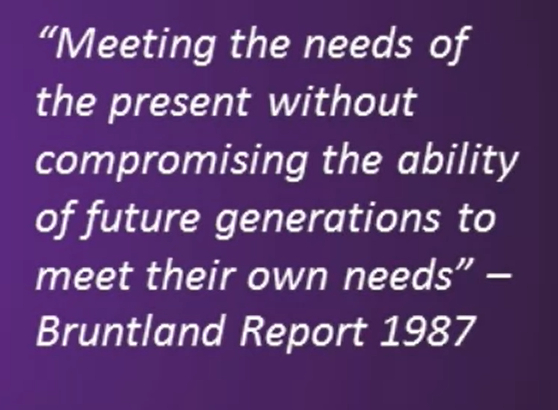 “Meeting the needs of
the present without
compromising the ability
of future generations to
meet their own needs” –
Bruntland Report 1987